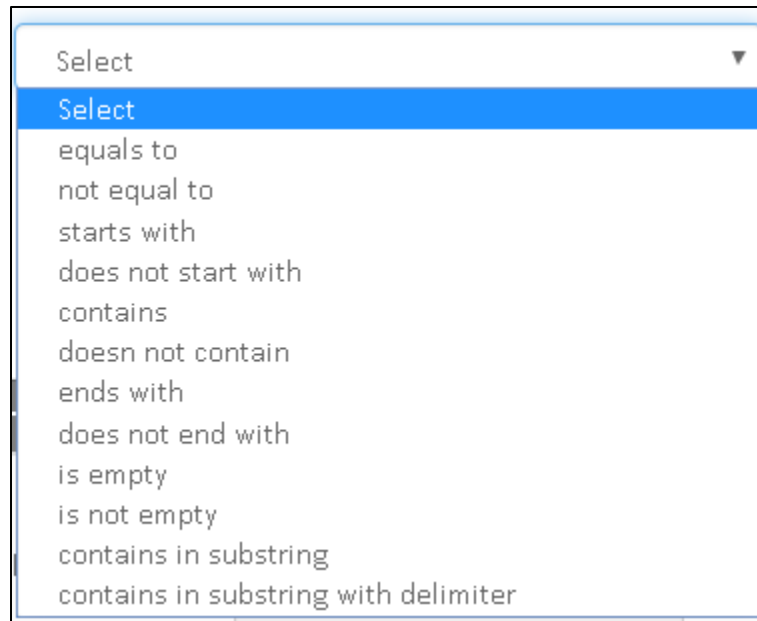 Select
Select
equals to
not equal to
starts with
does not start with
contains
doesn not contain
ends with
does not end with
is empty
is not empty
contains in substring
contains in substring with delimiter